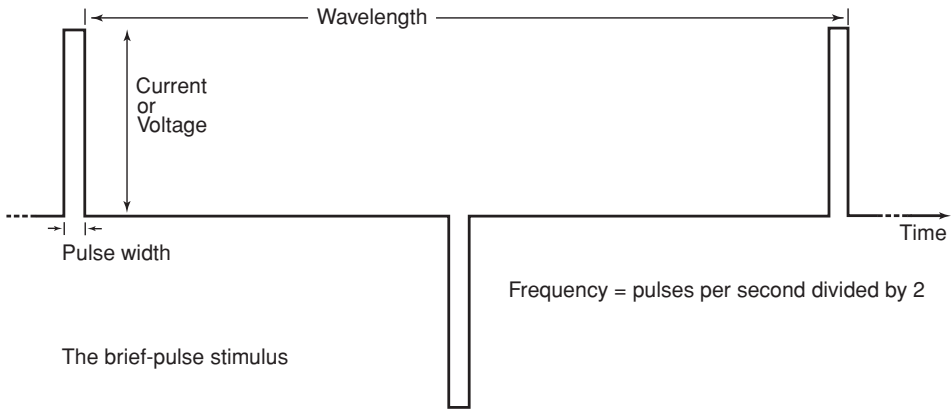 Wavelength
Current
or
Voltage
Time
Pulse width
Frequency = pulses per second divided by 2
The brief-pulse stimulus